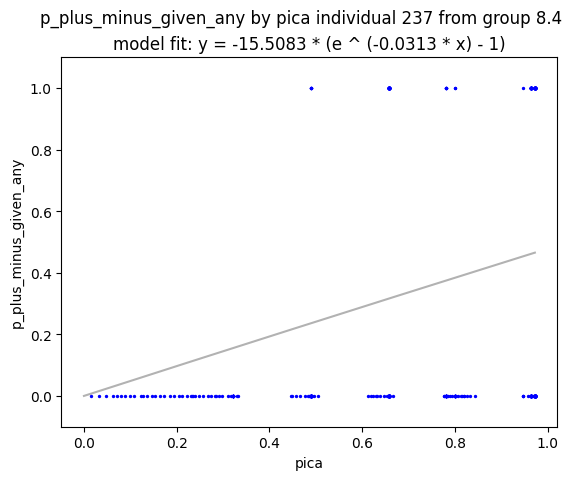 p_plus_minus_given_any by pica individual 237 from group 8.4
model fit: y = -15.5083 * (e ^ (-0.0313 * x) - 1)
1.0
0.8
0.6
0.4
0.2
0.0
p_plus_minus_given_any
0.0 0.2 0.4 0.6 0.8 1.0
pica